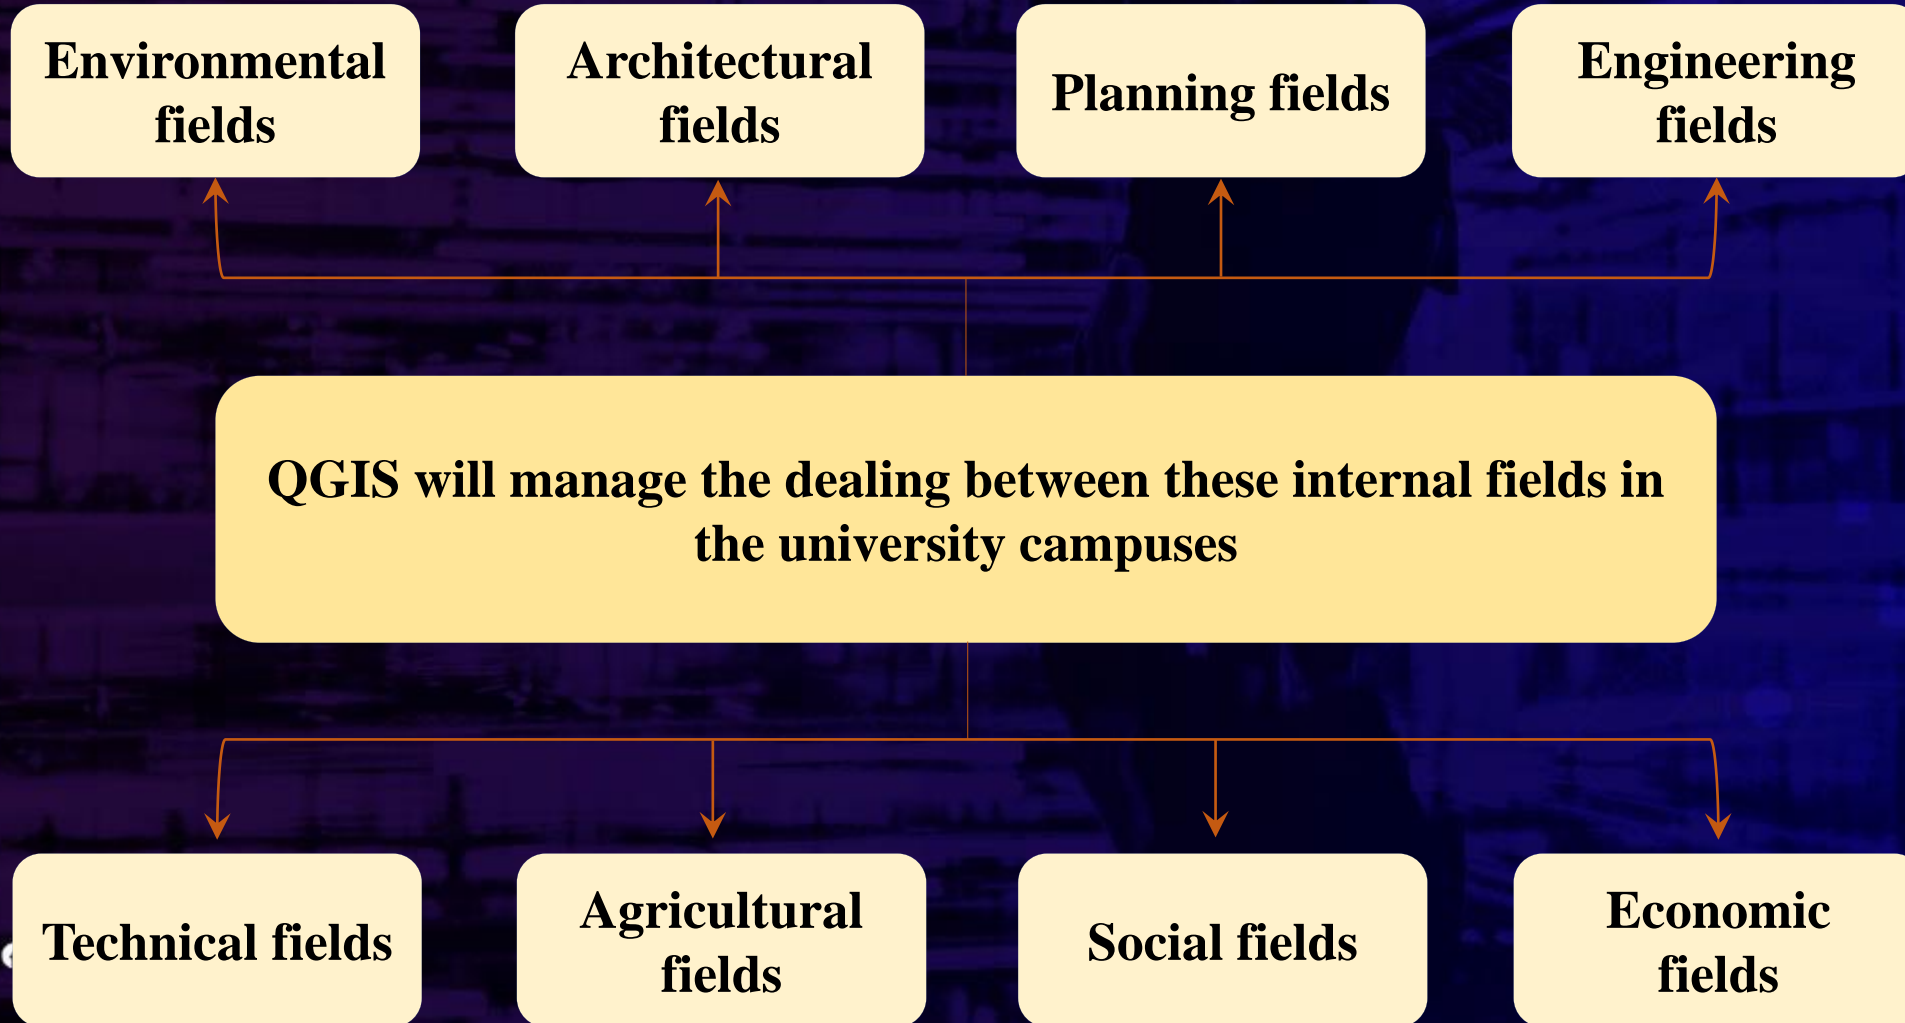 Environmental
fields
Architectural
fields
Planning fields
Engineering
fields
QGIS will manage the dealing between these internal fields in
the university campuses
Technical fields
Agricultural
fields
Social fields
Economic
fields